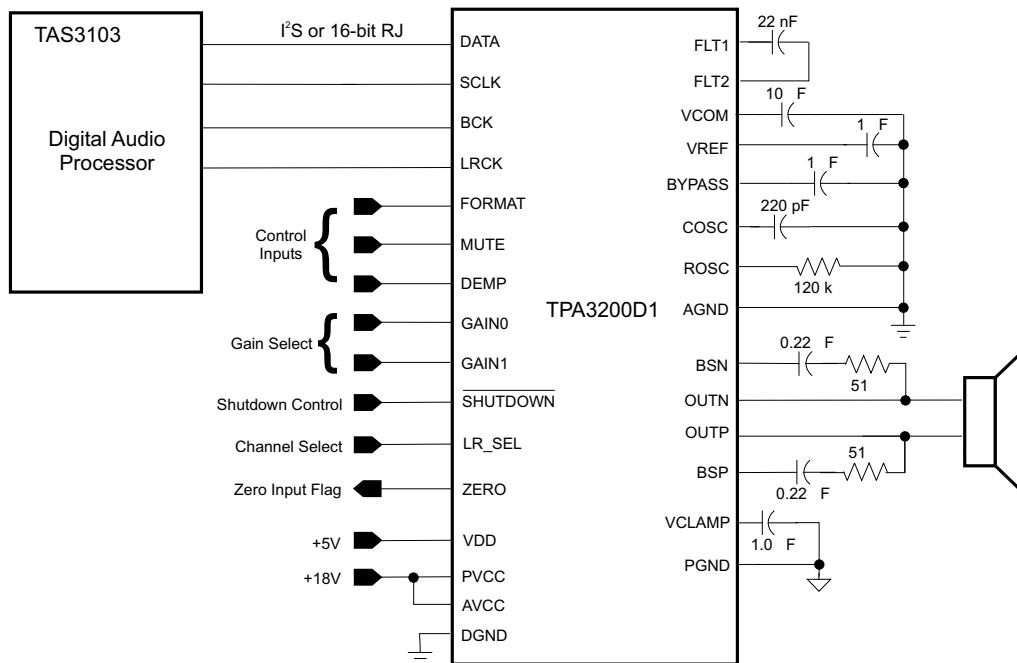 TAS3103
Digital Audio
Processor
I²S or 16-bit RJ
DATA
SCLK
BCK
LRCK
Control
Inputs
FORMAT
MUTE
DEMP
Gain Select
GAIN0
GAIN1
Shutdown Control
SHUTDOWN
Channel Select
LR_SEL
Zero Input Flag
ZERO
+5V
VDD
+18V
PVCC
AVCC
DGND
TPA3200D1
FLT1
22 nF
FLT2
VCOM
10 F
VREF
1 F
BYPASS
1 F
COSC
220 pF
ROSC
120 k
AGND
BSN
0.22 F
51
OUTN
OUTP
BSP
51
0.22 F
VCLAMP
1.0 F
PGND